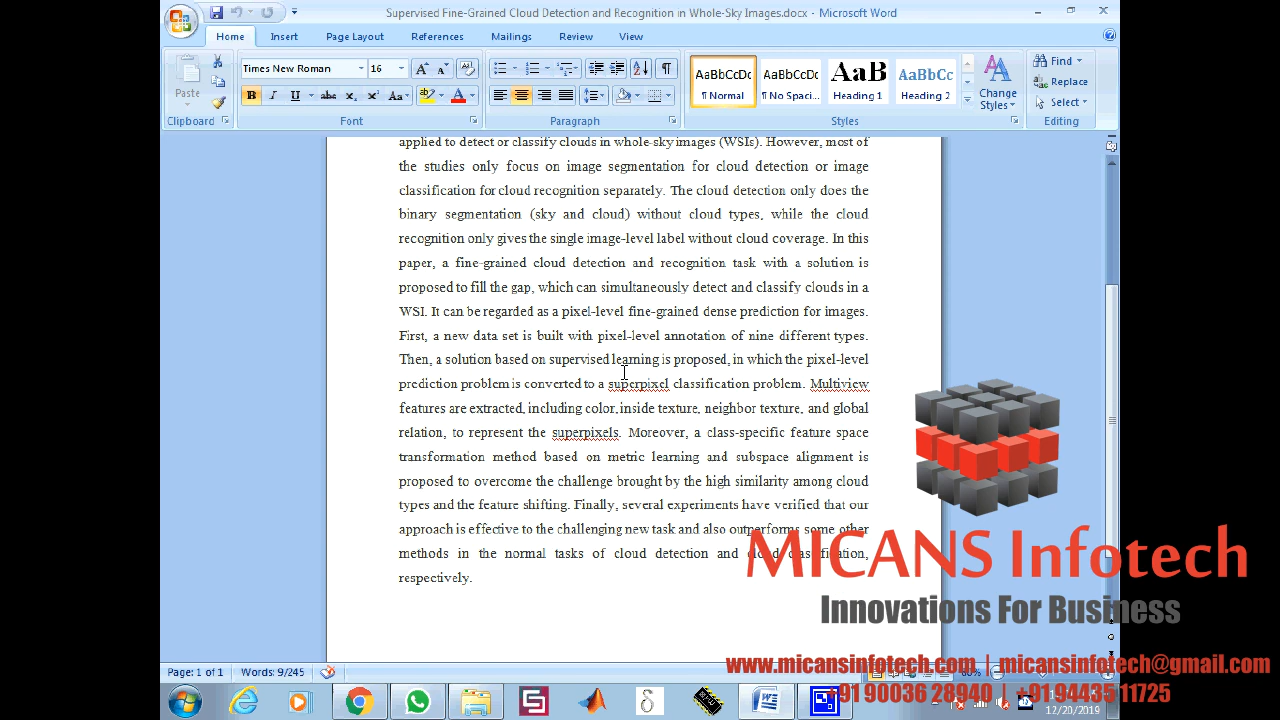 Supervised Fine-Grained Cloud Detection and Recognition in Whole-Sky Images.docx - Microsoft Word
Home Insert Page Layout References Mailings Review View
Paste
Clipboard
Times New Roman 16
Font
Paragraph
AaBbCcDc AaBbCcDc AaB AaBbCc
¶ Normal ¶ No Spaci... Heading 1 Heading 2
Change Styles
Styles
Find
Replace
Select
Editing
applied to detect or classify clouds in whole-sky images (WSIs). However, most of
the studies only focus on image segmentation for cloud detection or image
classification for cloud recognition separately. The cloud detection only does the
binary segmentation (sky and cloud) without cloud types, while the cloud
recognition only gives the single image-level label without cloud coverage. In this
paper, a fine-grained cloud detection and recognition task with a solution is
proposed to fill the gap, which can simultaneously detect and classify clouds in a
WSI. It can be regarded as a pixel-level fine-grained dense prediction for images.
First, a new data set is built with pixel-level annotation of nine different types.
Then, a solution based on supervised learning is proposed, in which the pixel-level
prediction problem is converted to a superpixel classification problem. Multiview
features are extracted, including color, inside texture, neighbor texture, and global
relation, to represent the superpixels. Moreover, a class-specific feature space
transformation method based on metric learning and subspace alignment is
proposed to overcome the challenge brought by the high similarity among cloud
types and the feature shifting. Finally, several experiments have verified that our
approach is effective to the challenging new task and also outperforms some other
methods in the normal tasks of cloud detection and cloud classification,
respectively.
MICANS Infotech
Innovations For Business
www.micansinfotech.com | micansinfotech@gmail.com
+91 90036 28940 | +91 94435 11725
Page: 1 of 1 Words: 9/245
12/20/2019